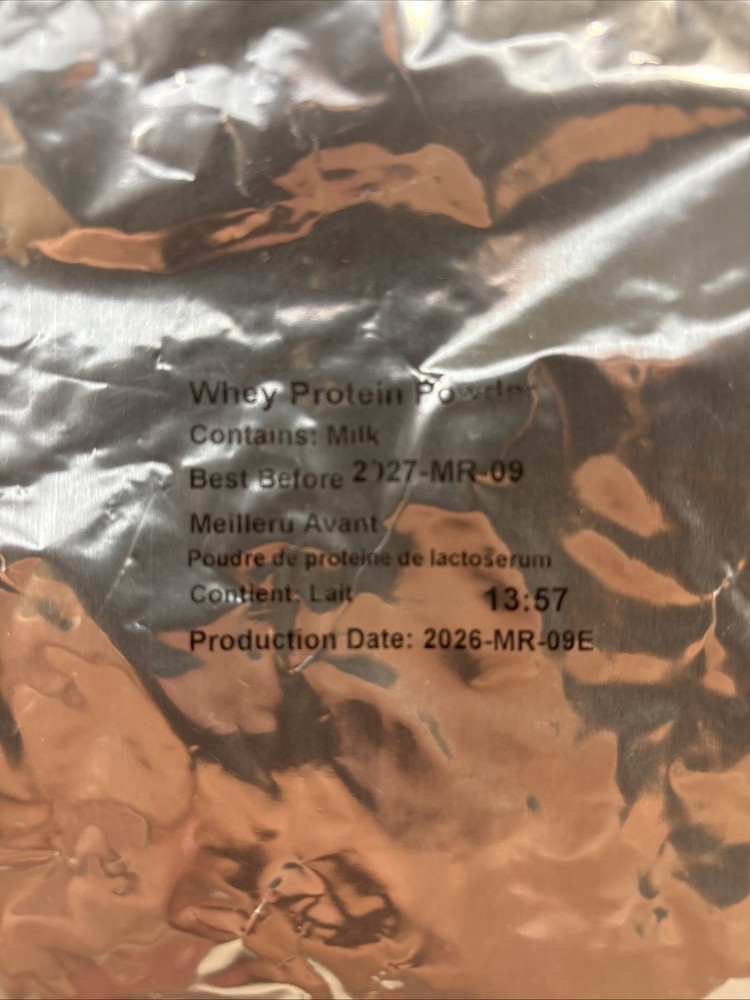 Whey Protein Powder
Contains: Milk
Best Before 2027-MR-09
Meilleru Avant
Poudre de proteine de lactoserum
Contient: Lait 13:57
Production Date: 2026-MR-09E